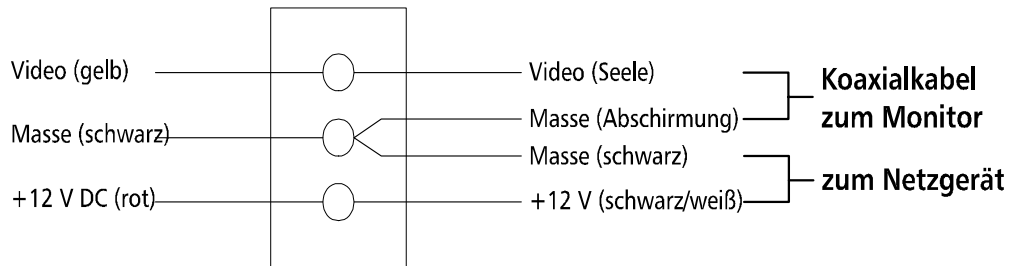 Video (gelb)
Masse (schwarz)
+12 V DC (rot)
Video (Seele)
Masse (Abschirmung)
Masse (schwarz)
+12 V (schwarz/weiß)
Koaxialkabel
zum Monitor
zum Netzgerät